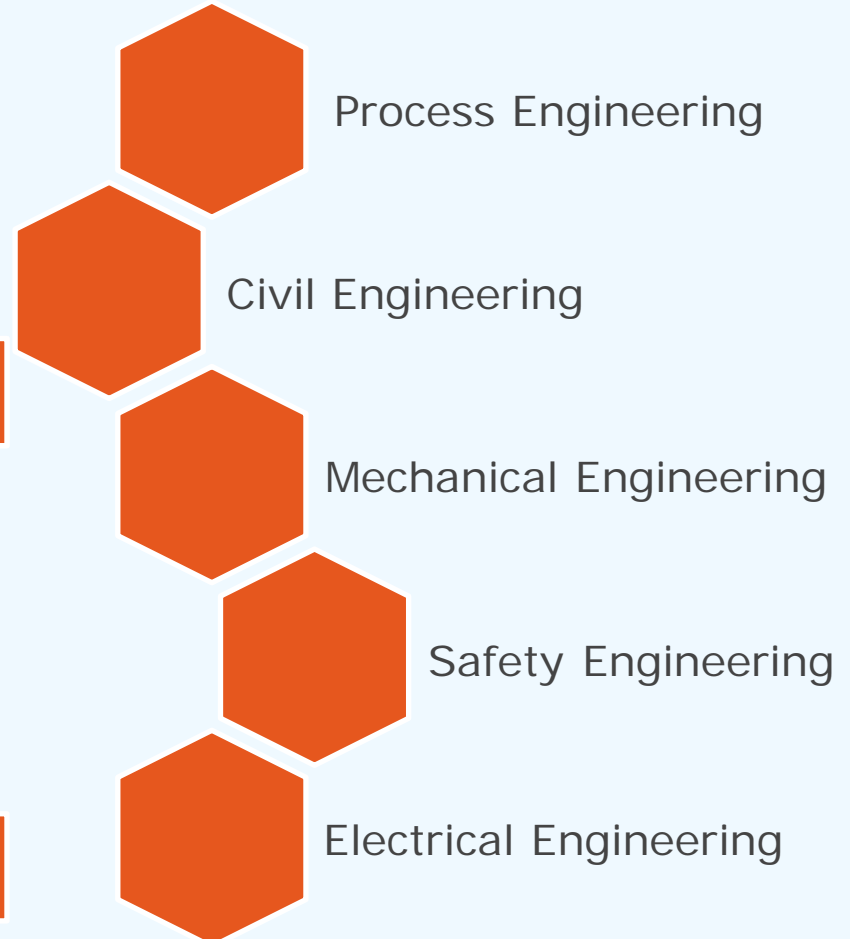 Process Engineering
Civil Engineering
Mechanical Engineering
Safety Engineering
Electrical Engineering